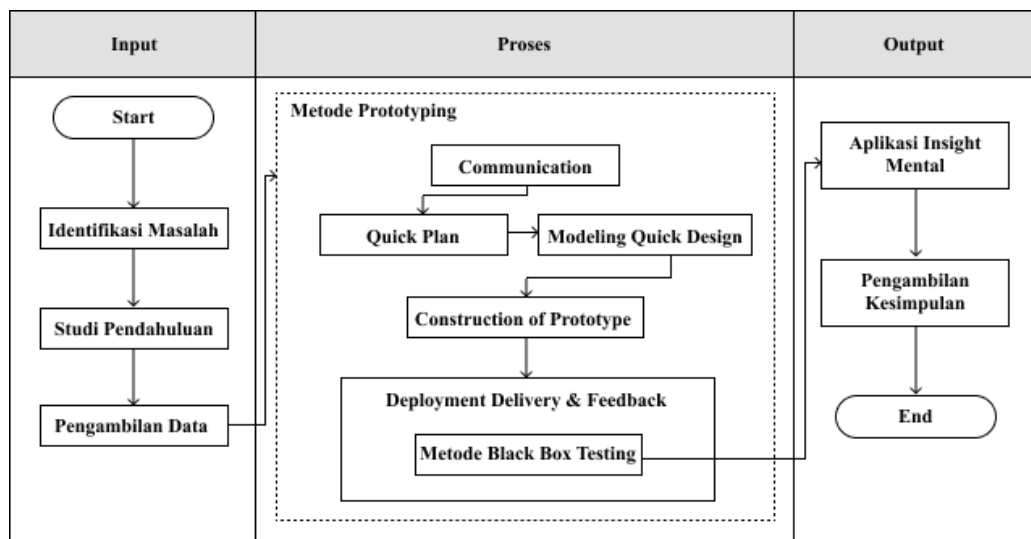 Input
Proses
Output
Start
Identifikasi Masalah
Studi Pendahuluan
Pengambilan Data
Metode Prototyping
Communication
Quick Plan
Modeling Quick Design
Construction of Prototype
Deployment Delivery & Feedback
Metode Black Box Testing
Aplikasi Insight
Mental
Pengambilan
Kesimpulan
End